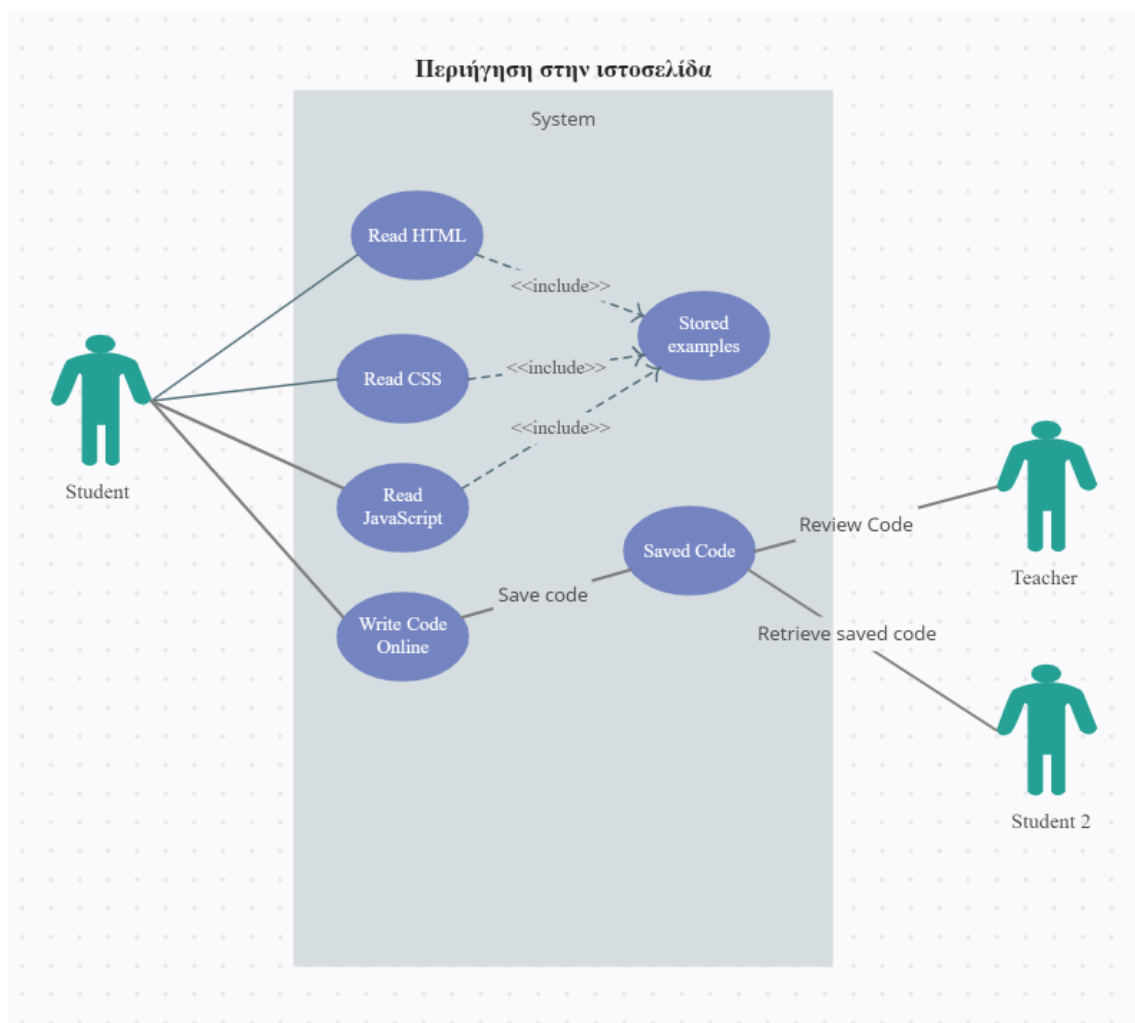 Περιήγηση στην ιστοσελίδα
System
Read HTML
<<include>>
Stored
examples
Read CSS
<<include>>
<<include>>
Student
Read
JavaScript
Review Code
Saved Code
Teacher
Save code
Write Code
Online
Retrieve saved code
Student 2